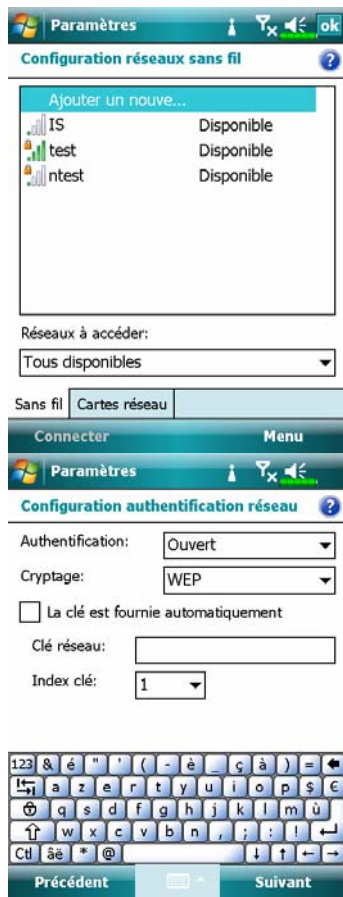 Paramètres ok
Configuration réseaux sans fil ?
Ajouter un nouve...
IS Disponible
test Disponible
ntest Disponible
Réseaux à accéder:
Tous disponibles
Sans fil Cartes réseau
Connecter Menu
Paramètres
Configuration authentification réseau ?
Authentification: Ouvert
Cryptage: WEP
La clé est fournie automatiquement
Clé réseau:
Index clé: 1
123 & é " ' ( - è _ ç à ) =
a z e r t y u i o p $ €
q s d f g h j k l m ù
w x c v b n , ; : !
Ctl âë * @
Précédent Suivant